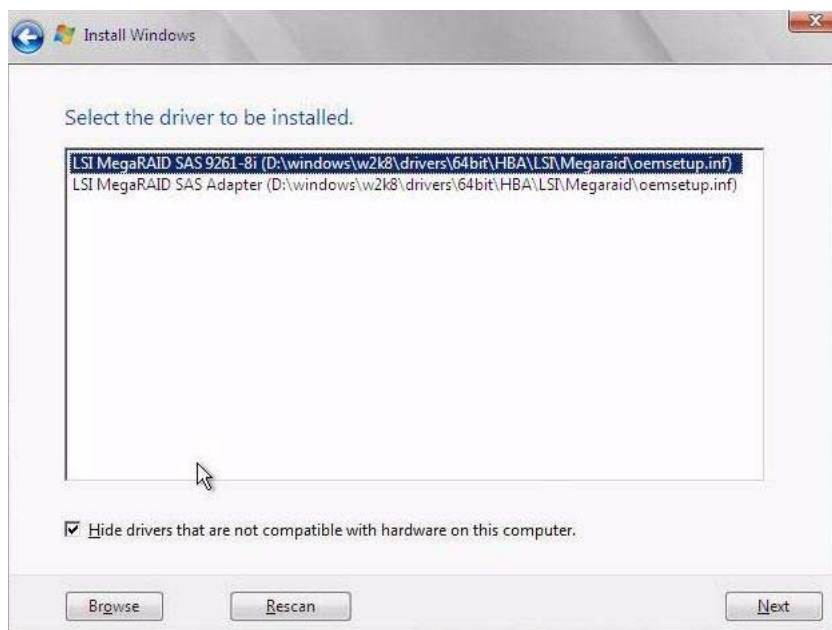 Install Windows
Select the driver to be installed.
LSI MegaRAID SAS 9261-8i (D:\windows\w2k8\drivers\64bit\HBA\LSI\Megaraid\oemsetup.inf)
LSI MegaRAID SAS Adapter (D:\windows\w2k8\drivers\64bit\HBA\LSI\Megaraid\oemsetup.inf)
Hide drivers that are not compatible with hardware on this computer.
Browse
Rescan
Next